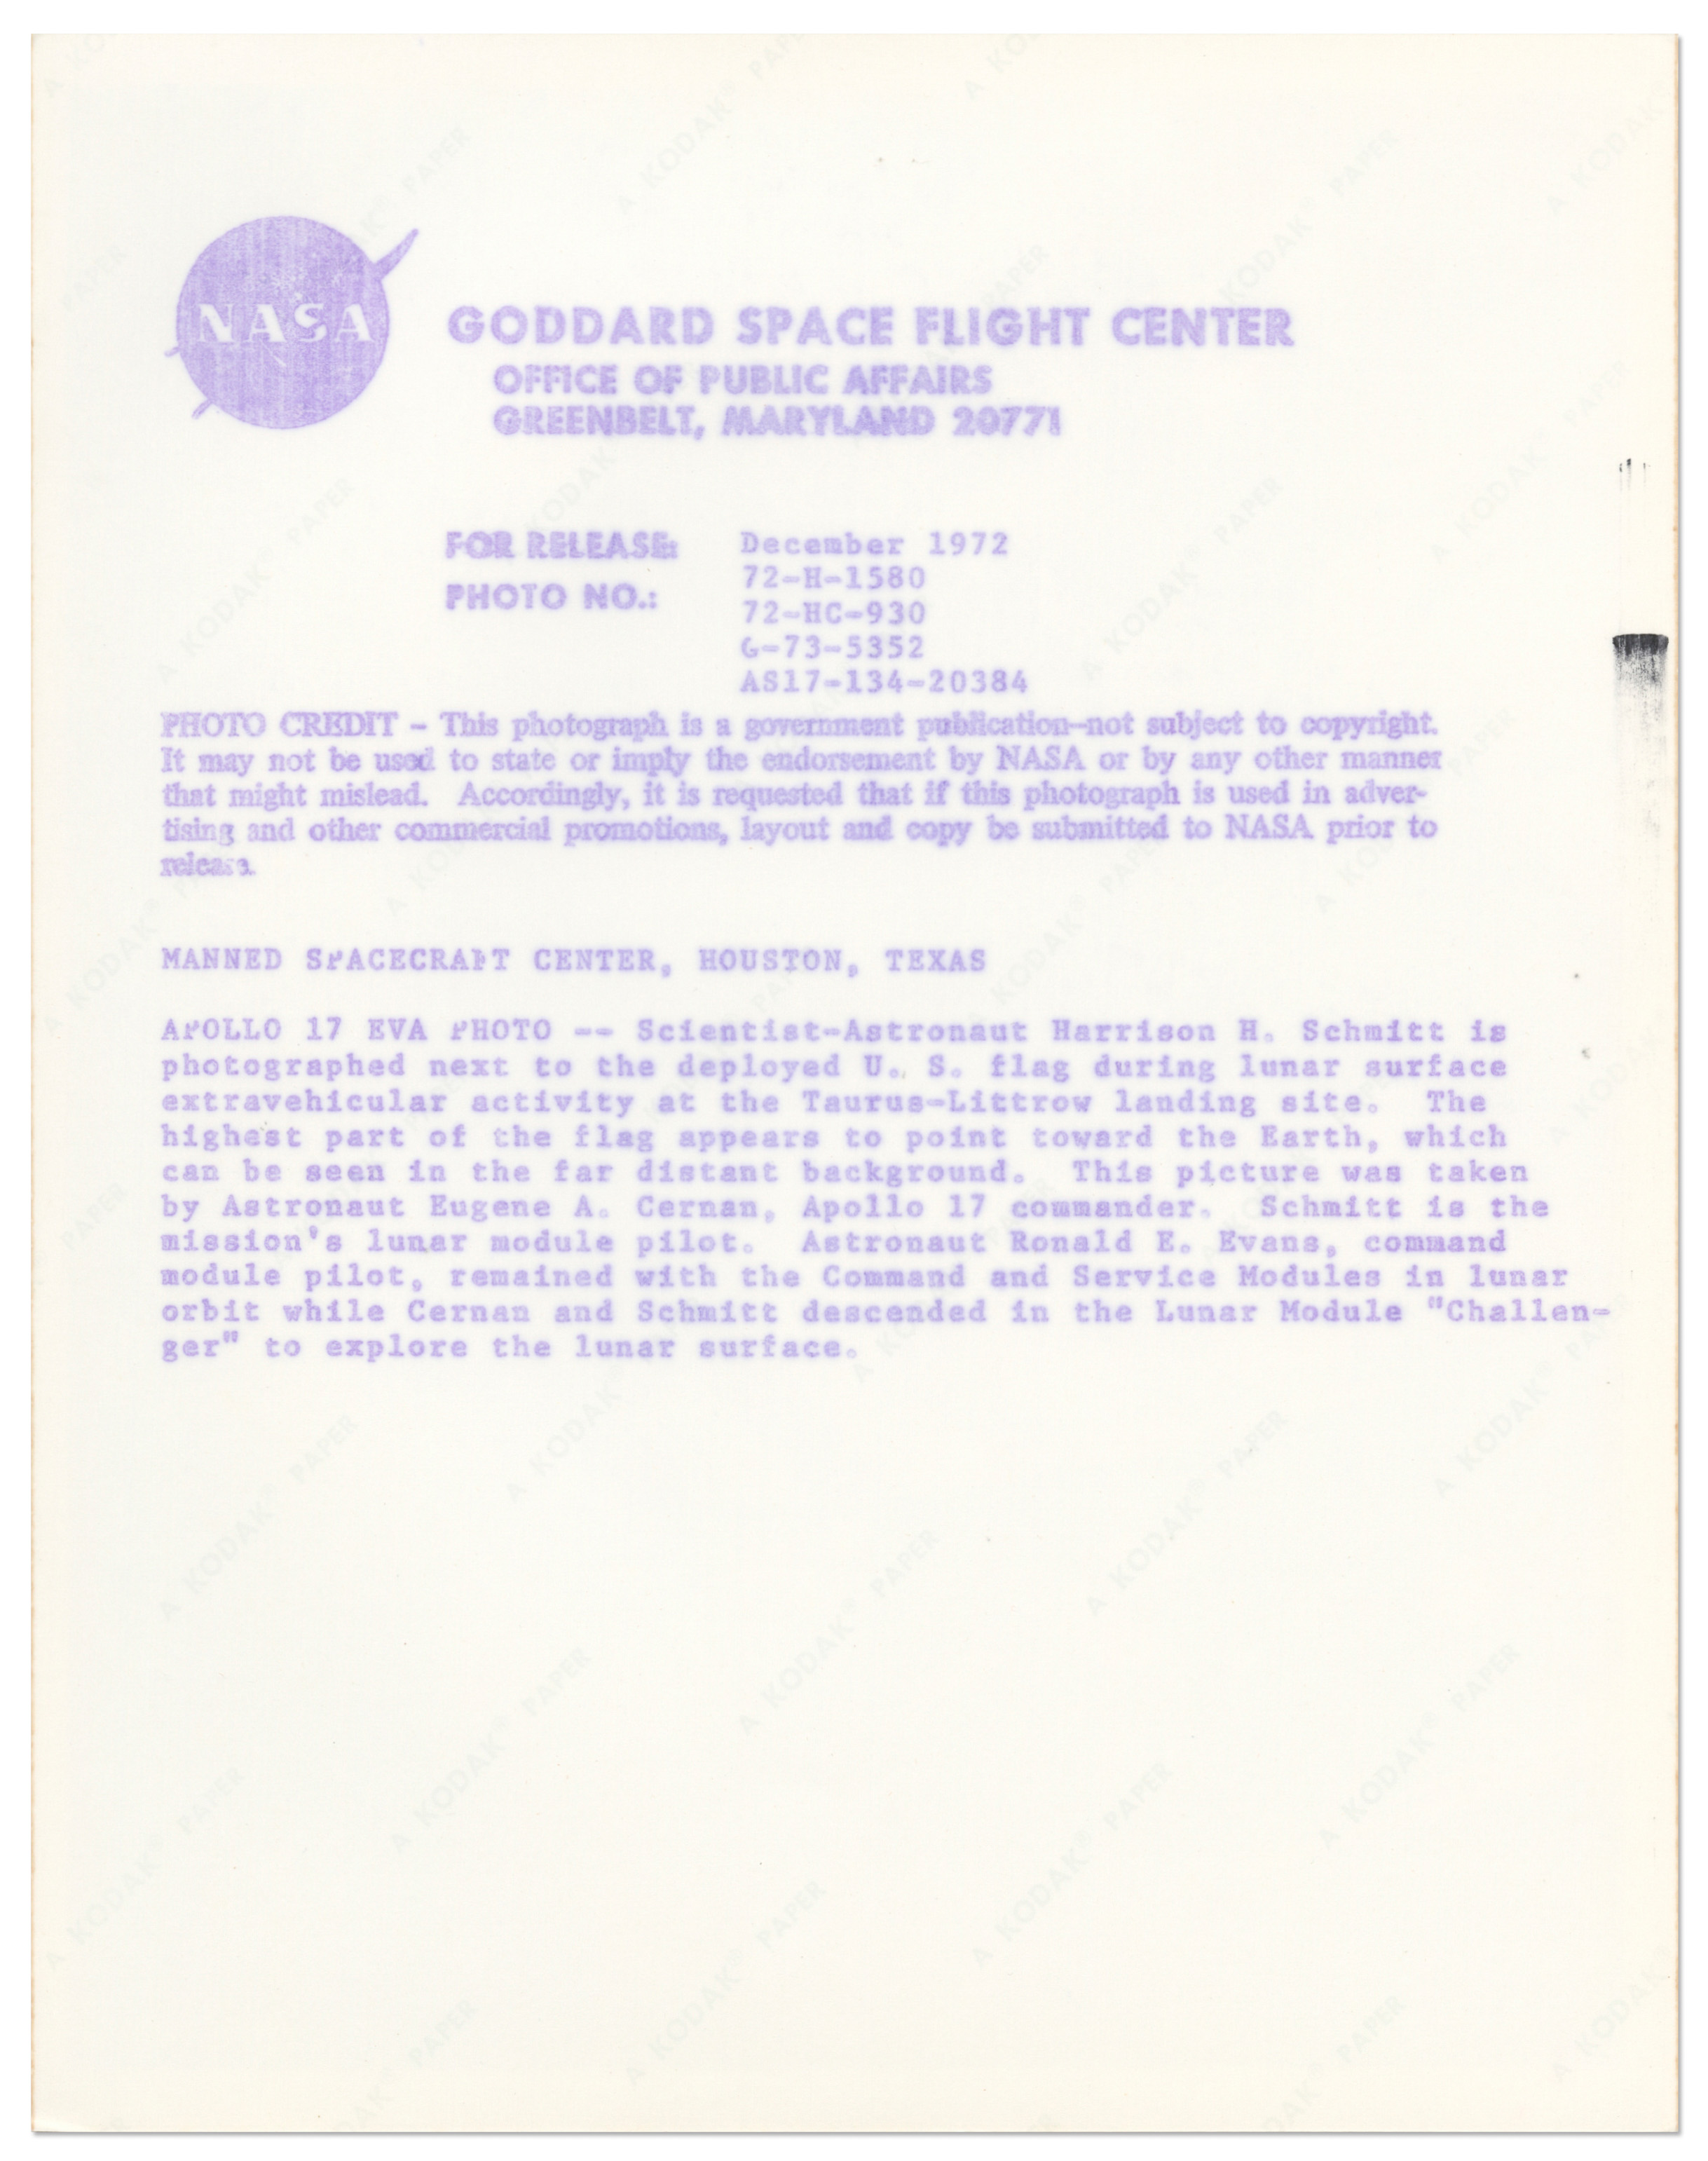 NASA
GODDARD SPACE FLIGHT CENTER
OFFICE OF PUBLIC AFFAIRS
GREENBELT, MARYLAND 20771
FOR RELEASE: December 1972
PHOTO NO.: 72-H-1580
72-HC-930
G-73-5352
AS17-134-20384
PHOTO CREDIT - This photograph is a government publication—not subject to copyright.
It may not be used to state or imply the endorsement by NASA or by any other manner
that might mislead. Accordingly, it is requested that if this photograph is used in adver-
tising and other commercial promotions, layout and copy be submitted to NASA prior to
release.
MANNED SPACECRAFT CENTER, HOUSTON, TEXAS
APOLLO 17 EVA PHOTO -- Scientist-Astronaut Harrison H. Schmitt is
photographed next to the deployed U. S. flag during lunar surface
extravehicular activity at the Taurus-Littrow landing site. The
highest part of the flag appears to point toward the Earth, which
can be seen in the far distant background. This picture was taken
by Astronaut Eugene A. Cernan, Apollo 17 commander. Schmitt is the
mission's lunar module pilot. Astronaut Ronald E. Evans, command
module pilot, remained with the Command and Service Modules in lunar
orbit while Cernan and Schmitt descended in the Lunar Module "Challen-
ger" to explore the lunar surface.
A KODAK® PAPER